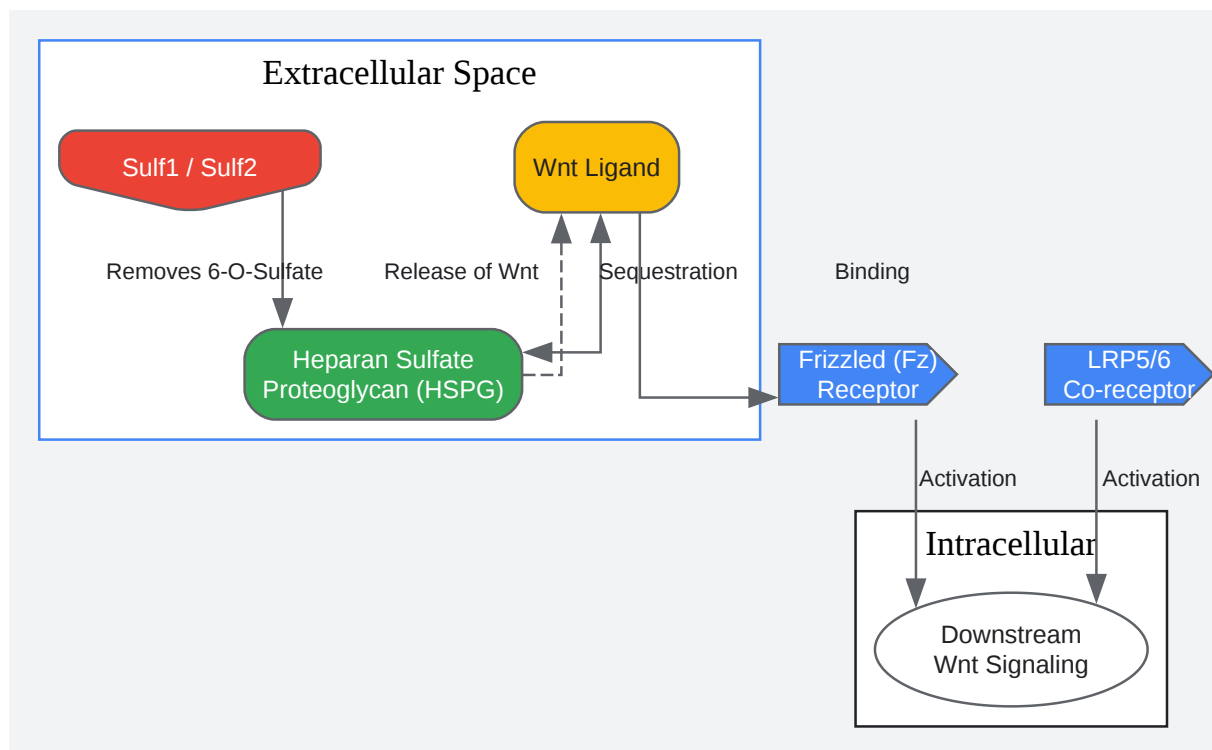 Extracellular Space
Sulf1 / Sulf2
Wnt Ligand
Removes 6-O-Sulfate
Release of Wnt
Sequestration
Binding
Heparan Sulfate
Proteoglycan (HSPG)
Frizzled (Fz)
Receptor
LRP5/6
Co-receptor
Activation
Activation
Intracellular
Downstream
Wnt Signaling